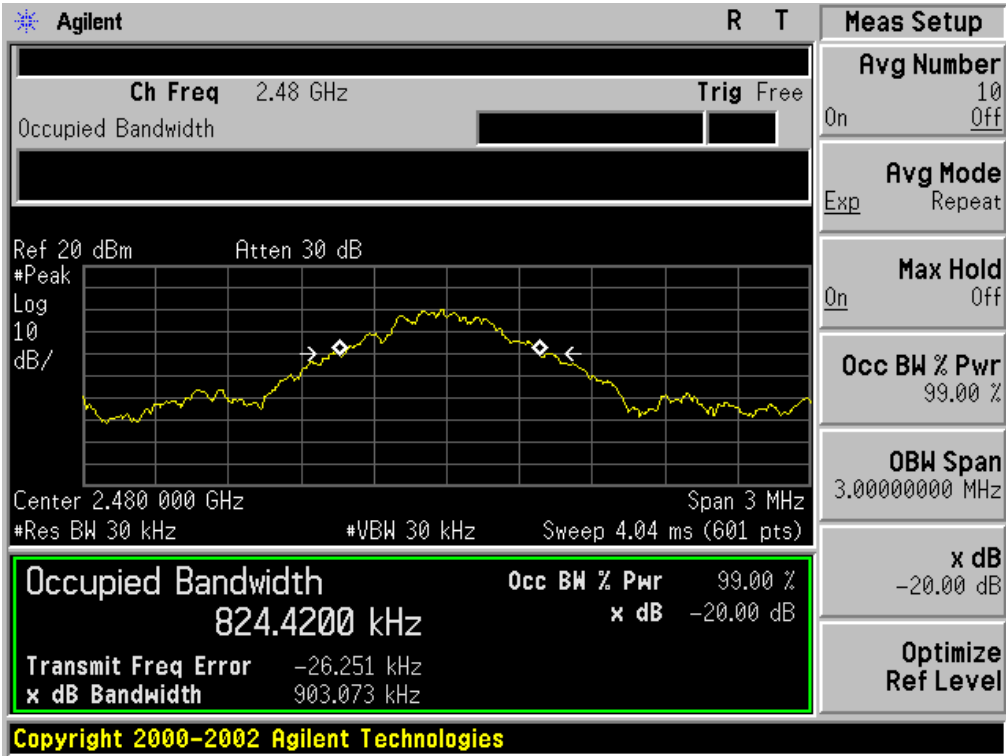 Agilent R T
Ch Freq 2.48 GHz Trig Free
Occupied Bandwidth
Ref 20 dBm Atten 30 dB
#Peak
Log
10
dB/
Center 2.480 000 GHz Span 3 MHz
#Res BW 30 kHz #VBW 30 kHz Sweep 4.04 ms (601 pts)
Occupied Bandwidth
824.4200 kHz
Occ BW % Pwr 99.00 %
x dB -20.00 dB
Transmit Freq Error -26.251 kHz
x dB Bandwidth 903.073 kHz
Copyright 2000-2002 Agilent Technologies
Meas Setup
Avg Number
10
On Off
Avg Mode
Exp Repeat
Max Hold
On Off
Occ BW % Pwr
99.00 %
OBW Span
3.00000000 MHz
x dB
-20.00 dB
Optimize
Ref Level